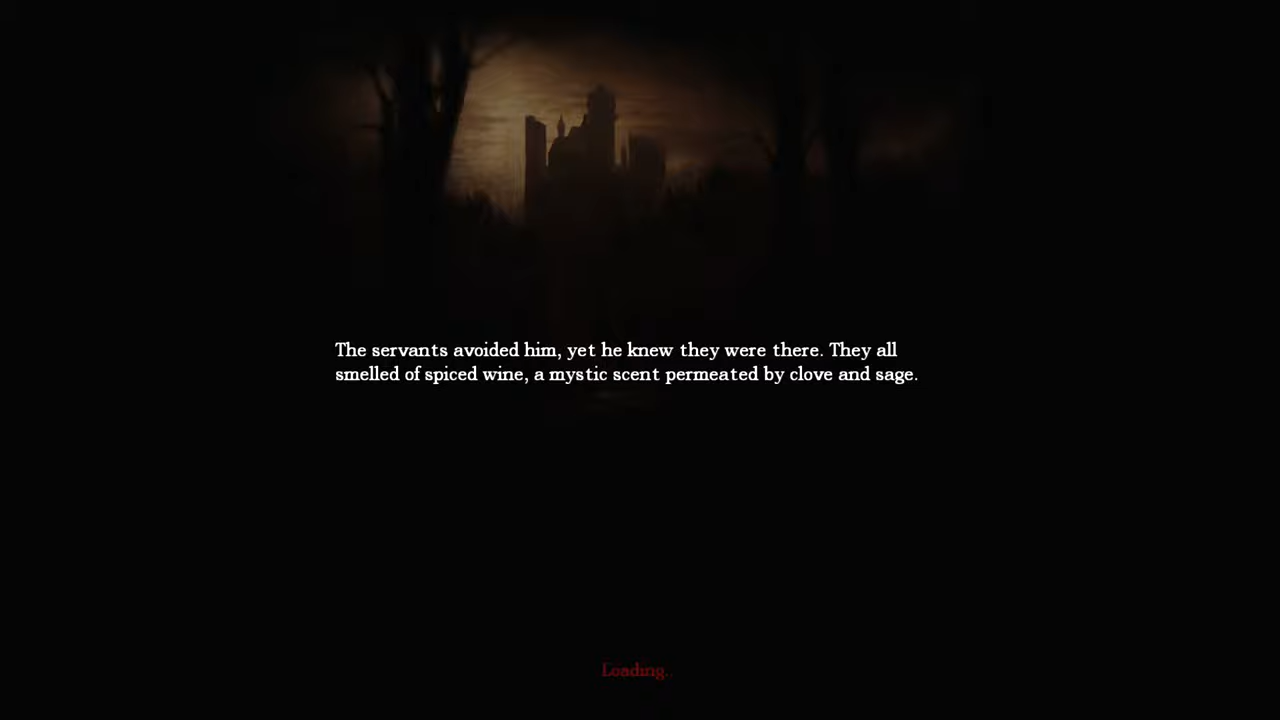 The servants avoided him, yet he knew they were there. They all
smelled of spiced wine, a mystic scent permeated by clove and sage.
Loading..